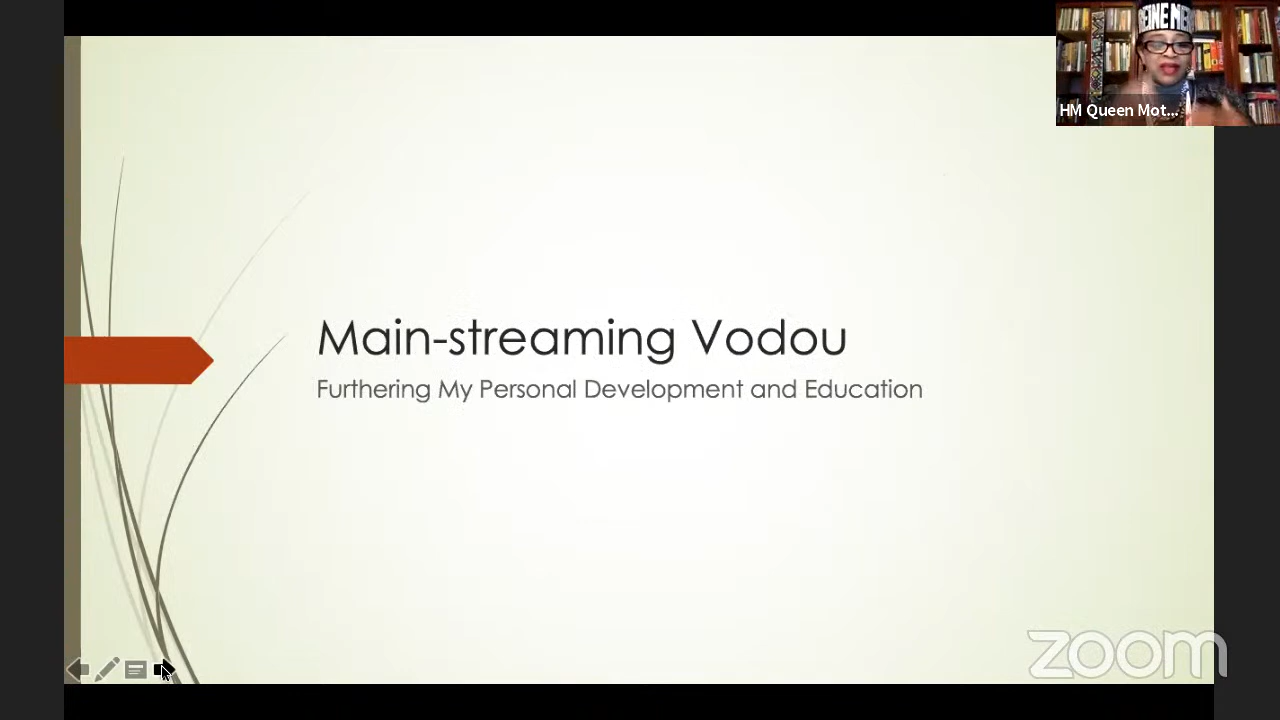 HM Queen Mot...
Main-streaming Vodou
Furthering My Personal Development and Education
zoom